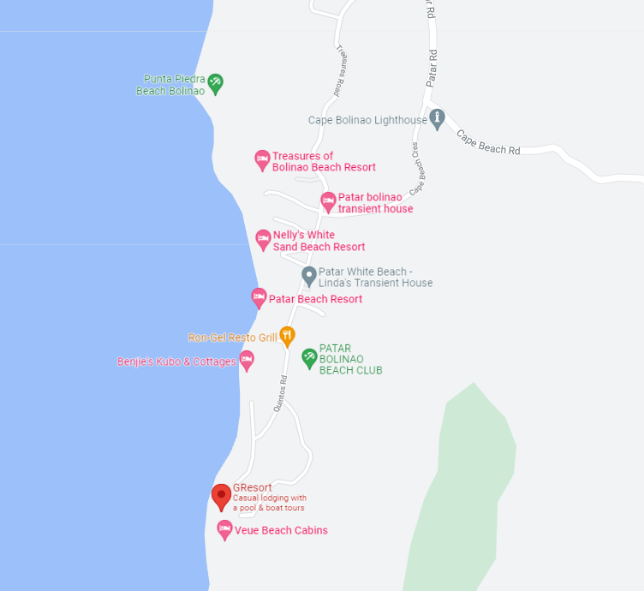 Rd
Patar Rd
Treasures Road
Punta Piedra
Beach Bolinao
Cape Bolinao Lighthouse
Cape Beach Rd
Treasures of
Bolinao Beach Resort
Cape Beach Cres
Patar bolinao
transient house
Nelly's White
Sand Beach Resort
Patar White Beach -
Linda's Transient House
Patar Beach Resort
Ron Gel Resto Grill
PATAR
BOLINAO
BEACH CLUB
Benjie's Kubo & Cottages
Quintos Rd
GResort
Casual lodging with
a pool & boat tours
Veue Beach Cabins